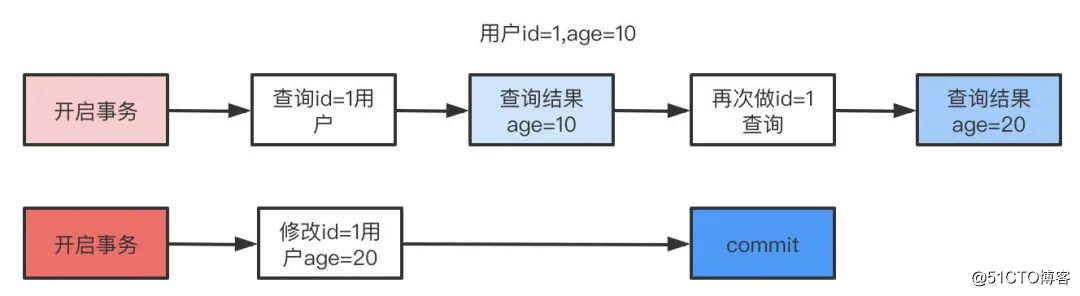 用户id=1,age=10
开启事务
查询id=1用
户
查询结果
age=10
再次做id=1
查询
查询结果
age=20
开启事务
修改id=1用
户age=20
commit
@51CTO博客